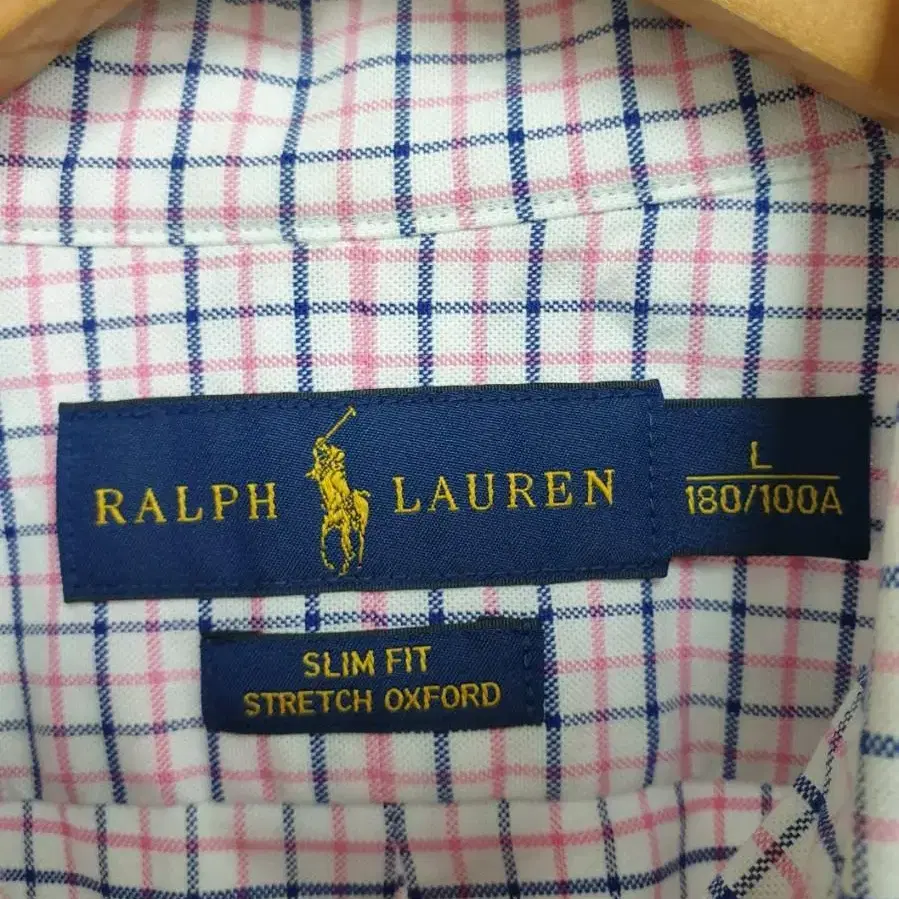 RALPH LAUREN
L
180/100A
SLIM FIT
STRETCH OXFORD